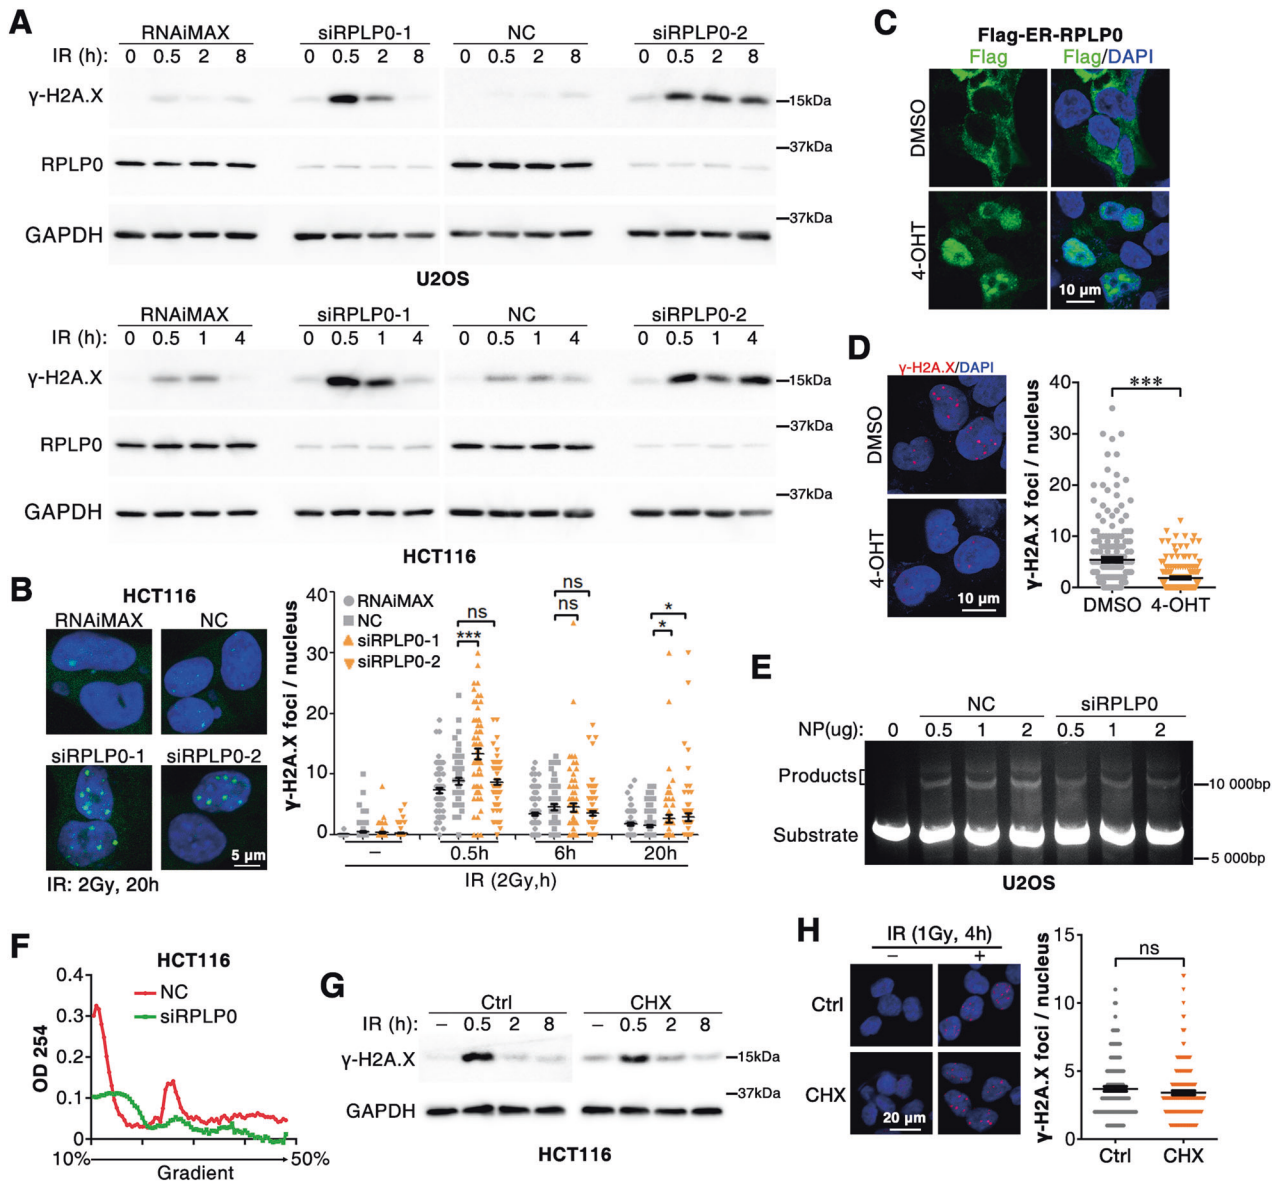 A
RNAiMAX siRPLP0-1 NC siRPLP0-2
IR (h): 0 0.5 2 8 0 0.5 2 8 0 0.5 2 8 0 0.5 2 8
γ-H2A.X
15kDa
RPLP0
37kDa
GAPDH
37kDa
U2OS
RNAiMAX siRPLP0-1 NC siRPLP0-2
IR (h): 0 0.5 1 4 0 0.5 1 4 0 0.5 1 4 0 0.5 1 4
γ-H2A.X
15kDa
RPLP0
37kDa
GAPDH
37kDa
HCT116
B
HCT116
RNAiMAX NC
siRPLP0-1 siRPLP0-2
5 µm
IR: 2Gy, 20h
γ-H2A.X foci / nucleus
40
30
20
10
0
RNAiMAX
NC
siRPLP0-1
siRPLP0-2
ns
***
ns
ns
*
*
– 0.5h 6h 20h
IR (2Gy,h)
C
Flag-ER-RPLP0
Flag Flag/DAPI
DMSO
4-OHT
10 µm
D
γ-H2A.X/DAPI
DMSO
4-OHT
10 µm
γ-H2A.X foci / nucleus
40
30
20
10
0
***
DMSO 4-OHT
E
NC siRPLP0
NP(ug): 0 0.5 1 2 0.5 1 2
Products
10 000bp
Substrate
5 000bp
U2OS
F
HCT116
NC
siRPLP0
OD 254
0.4
0.3
0.2
0.1
0
10% 50%
Gradient
G
Ctrl CHX
IR (h): – 0.5 2 8 – 0.5 2 8
γ-H2A.X
15kDa
37kDa
GAPDH
HCT116
H
IR (1Gy, 4h)
– +
Ctrl
CHX
20 µm
γ-H2A.X foci / nucleus
15
10
5
0
ns
Ctrl CHX